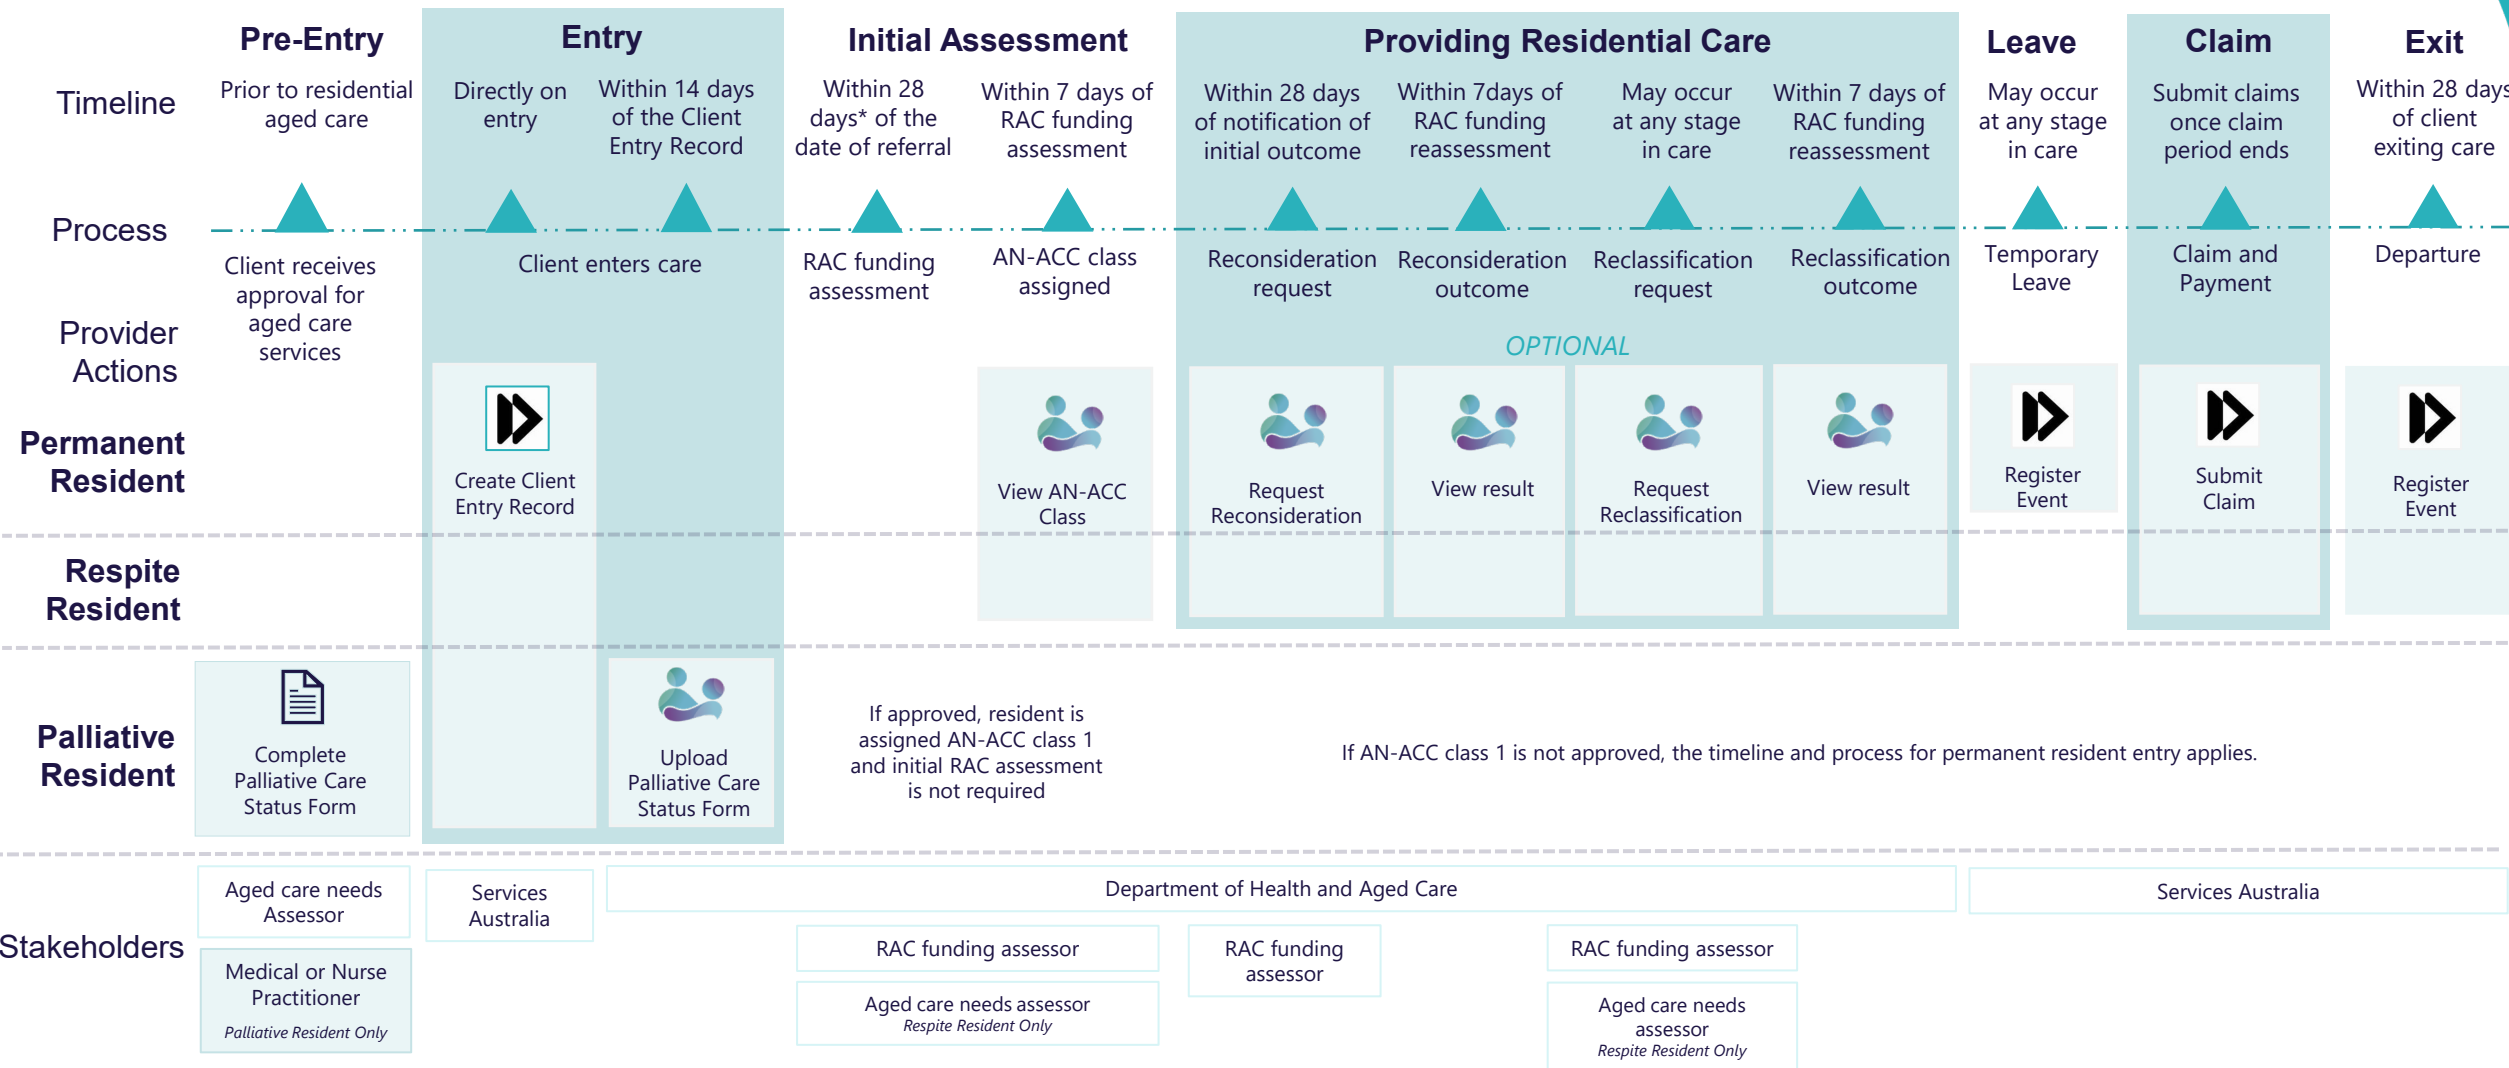 Pre-Entry
Entry
Initial Assessment
Providing Residential Care
Leave
Claim
Exit
Timeline
Prior to residential
aged care
Directly on
entry
Within 14 days
of the Client
Entry Record
Within 28
days* of the
date of referral
Within 7 days of
RAC funding
assessment
Within 28 days
of notification of
initial outcome
Within 7days of
RAC funding
reassessment
May occur
at any stage
in care
Within 7 days of
RAC funding
reassessment
May occur
at any stage
in care
Submit claims
once claim
period ends
Within 28 days
of client
exiting care
Process
Client receives
approval for
aged care
services
Client enters care
RAC funding
assessment
AN-ACC class
assigned
Reconsideration
request
Reconsideration
outcome
Reclassification
request
Reclassification
outcome
Temporary
Leave
Claim and
Payment
Departure
Provider
Actions
OPTIONAL
Permanent
Resident
Create Client
Entry Record
View AN-ACC
Class
Request
Reconsideration
View result
Request
Reclassification
View result
Register
Event
Submit
Claim
Register
Event
Respite
Resident
Palliative
Resident
Complete
Palliative Care
Status Form
Upload
Palliative Care
Status Form
If approved, resident is
assigned AN-ACC class 1
and initial RAC assessment
is not required
If AN-ACC class 1 is not approved, the timeline and process for permanent resident entry applies.
Stakeholders
Aged care needs
Assessor
Services
Australia
Department of Health and Aged Care
Services Australia
Medical or Nurse
Practitioner
Palliative Resident Only
RAC funding assessor
Aged care needs assessor
Respite Resident Only
RAC funding
assessor
RAC funding assessor
Aged care needs
assessor
Respite Resident Only